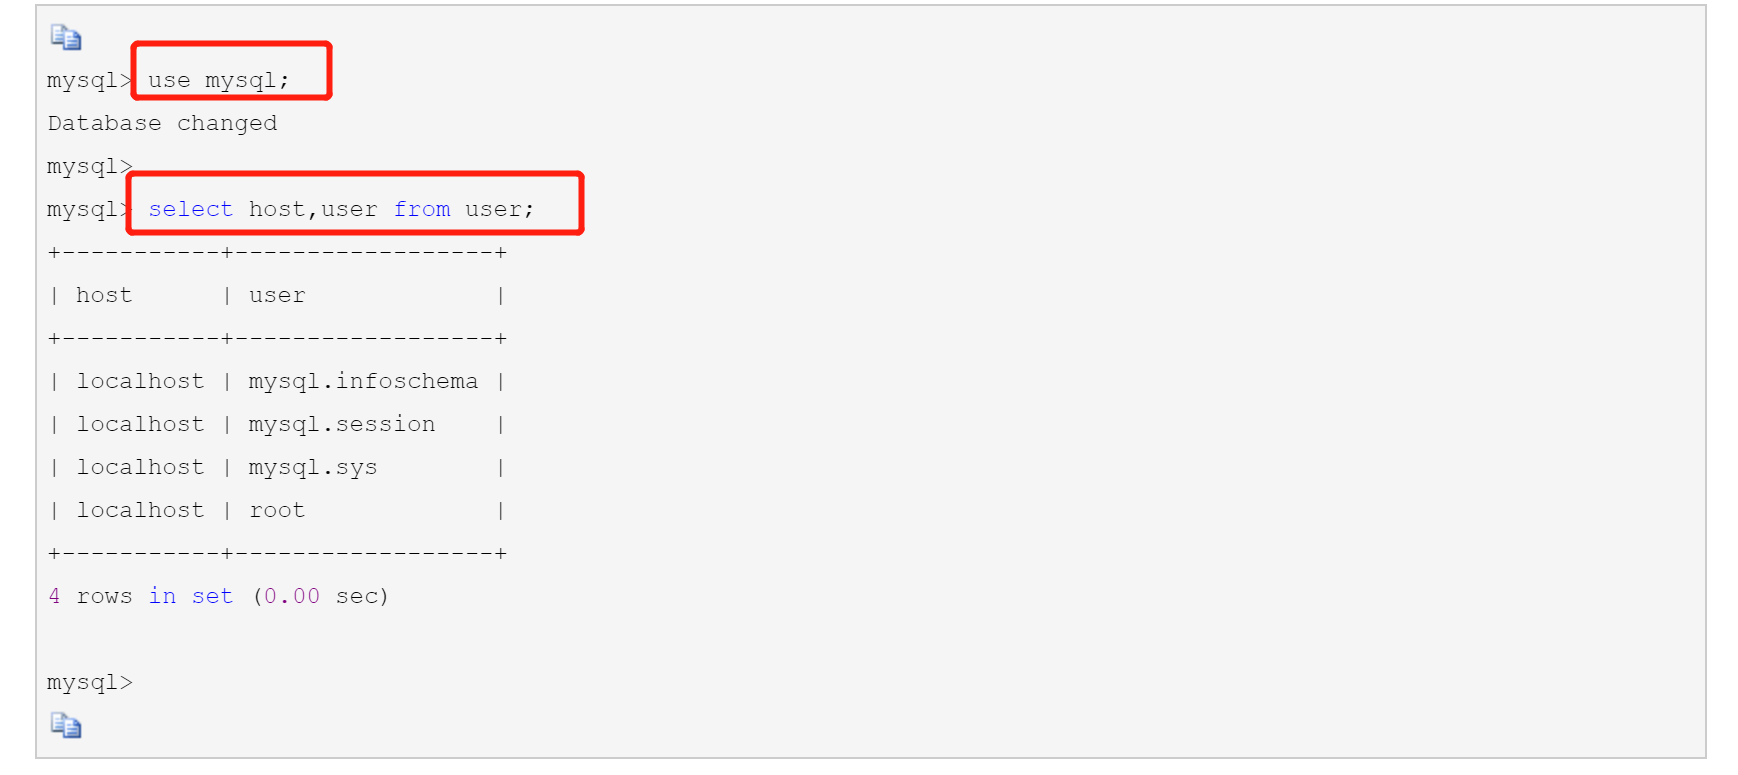 mysql> use mysql;
Database changed
mysql>
mysql> select host,user from user;
+-----------+------------------+
| host      | user             |
+-----------+------------------+
| localhost | mysql.infoschema |
| localhost | mysql.session    |
| localhost | mysql.sys        |
| localhost | root             |
+-----------+------------------+
4 rows in set (0.00 sec)
mysql>